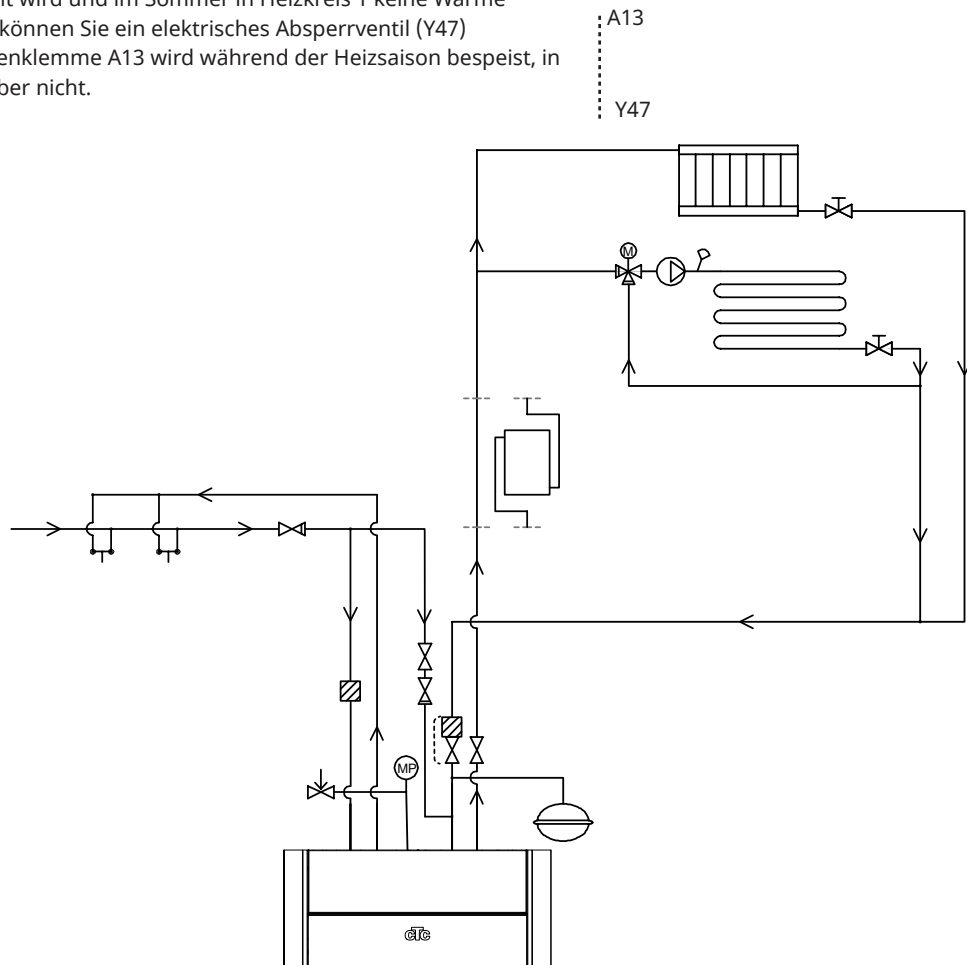 wird und im Sommer in Heizkreis 1 keine Wärme
können Sie ein elektrisches Absperrventil (Y47)
enklemme A13 wird während der Heizsaison bespeist, in
ber nicht.
A13
Y47
M
MP
CTC